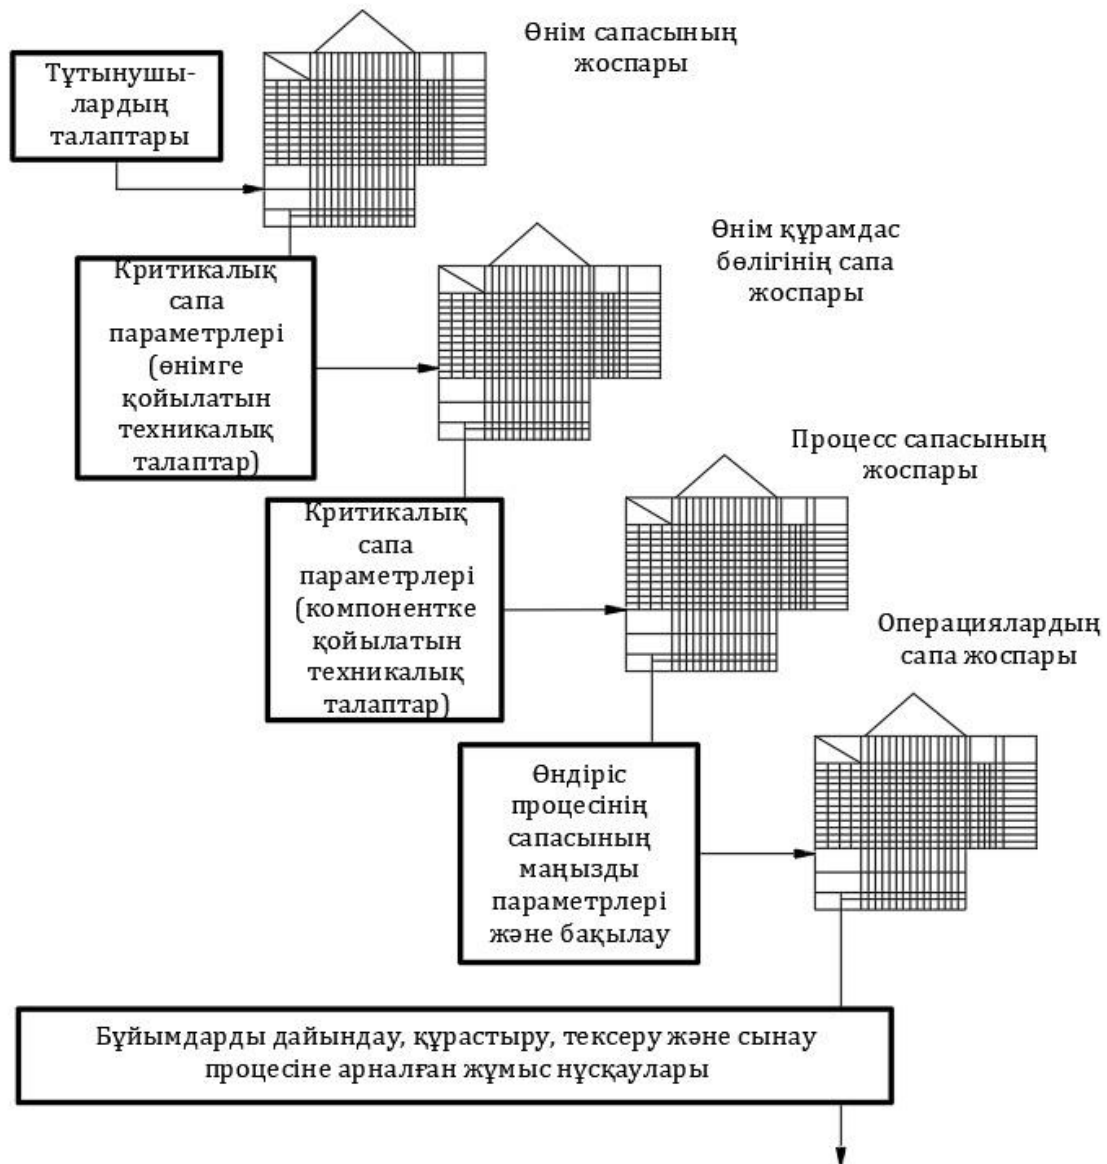 Өнім сапасының
жоспары
Тұтынушы-
лардың
талаптары
Өнім құрамдас
бөлігінің сапа
жоспары
Критикалық
сапа
параметрлері
(өнімге
қойылатын
техникалық
талаптар)
Процесс сапасының
жоспары
Критикалық
сапа
параметрлері
(компонентке
қойылатын
техникалық
талаптар)
Операциялардың
сапа жоспары
Өндіріс
процесінің
сапасының
маңызды
параметрлері
және бақылау
Бұйымдарды дайындау, құрастыру, тексеру және сынау
процесіне арналған жұмыс нұсқаулары